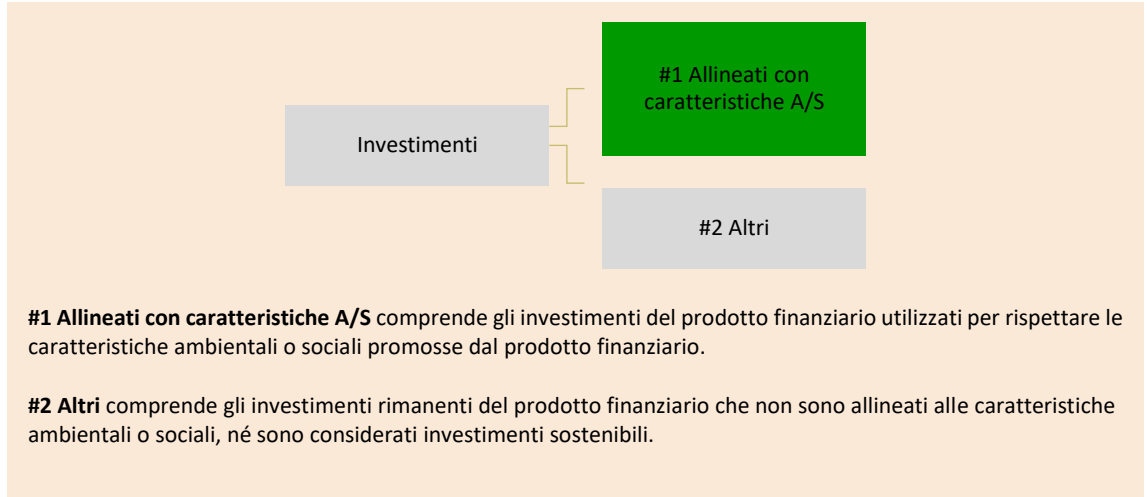 #1 Allineati con
caratteristiche A/S
Investimenti
#2 Altri
#1 Allineati con caratteristiche A/S comprende gli investimenti del prodotto finanziario utilizzati per rispettare le
caratteristiche ambientali o sociali promosse dal prodotto finanziario.
#2 Altri comprende gli investimenti rimanenti del prodotto finanziario che non sono allineati alle caratteristiche
ambientali o sociali, né sono considerati investimenti sostenibili.